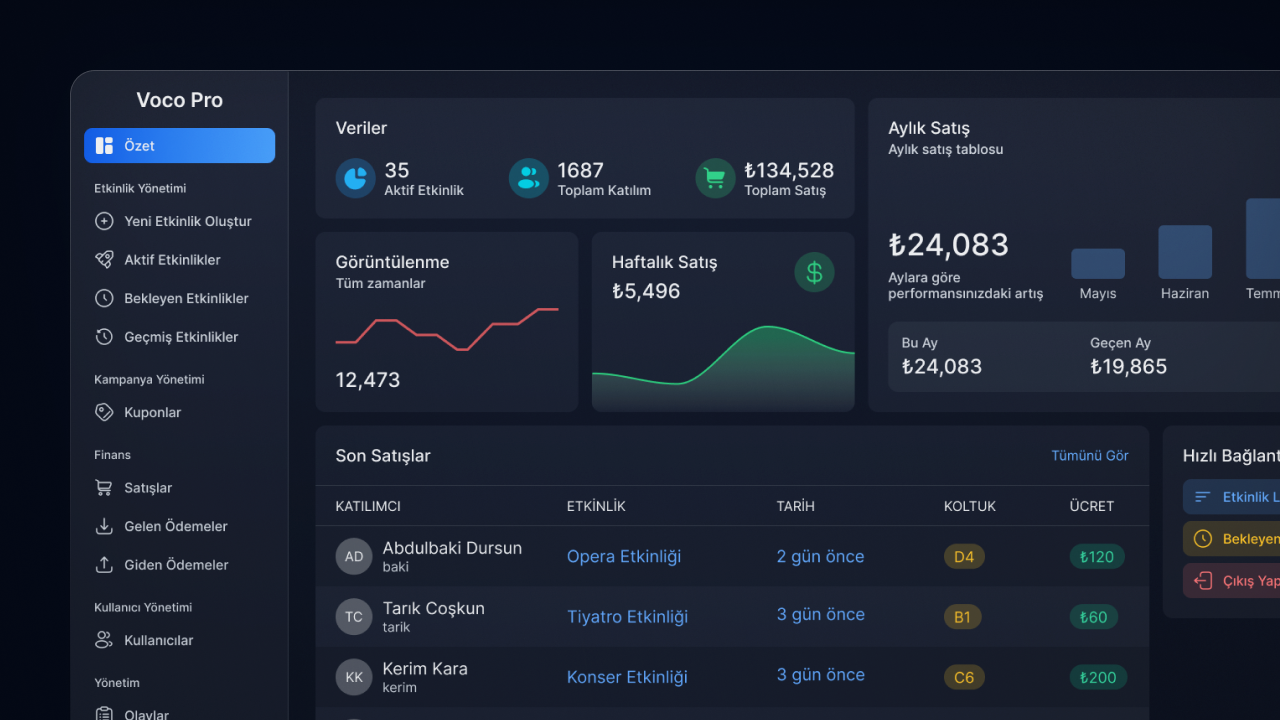 Voco Pro
Özet
Etkinlik Yönetimi
Yeni Etkinlik Oluştur
Aktif Etkinlikler
Bekleyen Etkinlikler
Geçmiş Etkinlikler
Kampanya Yönetimi
Kuponlar
Finans
Satışlar
Gelen Ödemeler
Giden Ödemeler
Kullanıcı Yönetimi
Kullanıcılar
Yönetim
Olaylar
Veriler
35
Aktif Etkinlik
1687
Toplam Katılım
₺134,528
Toplam Satış
Görüntülenme
Tüm zamanlar
12,473
Haftalık Satış
₺5,496
$
Aylık Satış
Aylık satış tablosu
₺24,083
Aylara göre
performansınızdaki artış
Mayıs
Haziran
Temm
Bu Ay
₺24,083
Geçen Ay
₺19,865
Son Satışlar
Tümünü Gör
KATILIMCI ETKİNLİK TARİH KOLTUK ÜCRET
AD Abdulbaki Dursun Opera Etkinliği 2 gün önce D4 ₺120
baki
TC Tarık Coşkun Tiyatro Etkinliği 3 gün önce B1 ₺60
tarik
KK Kerim Kara Konser Etkinliği 3 gün önce C6 ₺200
kerim
Hızlı Bağlant
Etkinlik L
Bekleyen
Çıkış Yap